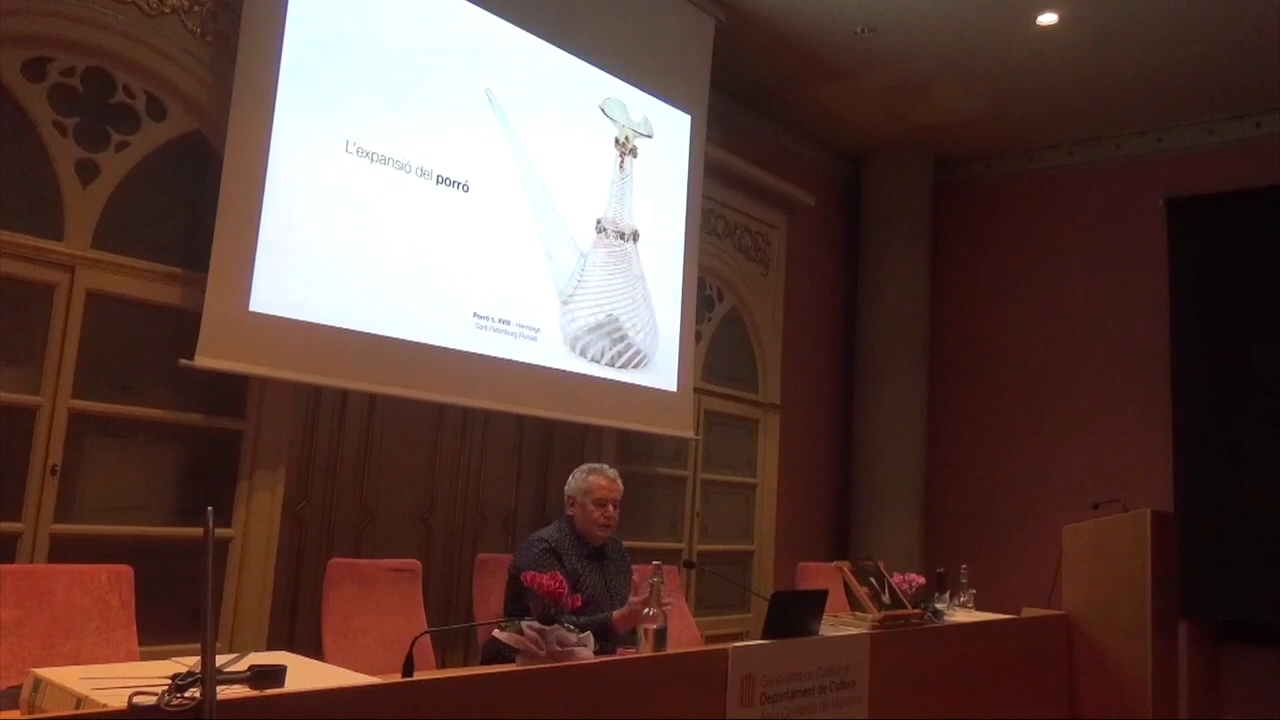 L'expansió del porró
Porró s. XVIII - Hermitage
Sant Petersburg (Rússia)
Generalitat de Catalunya
Departament de Cultura